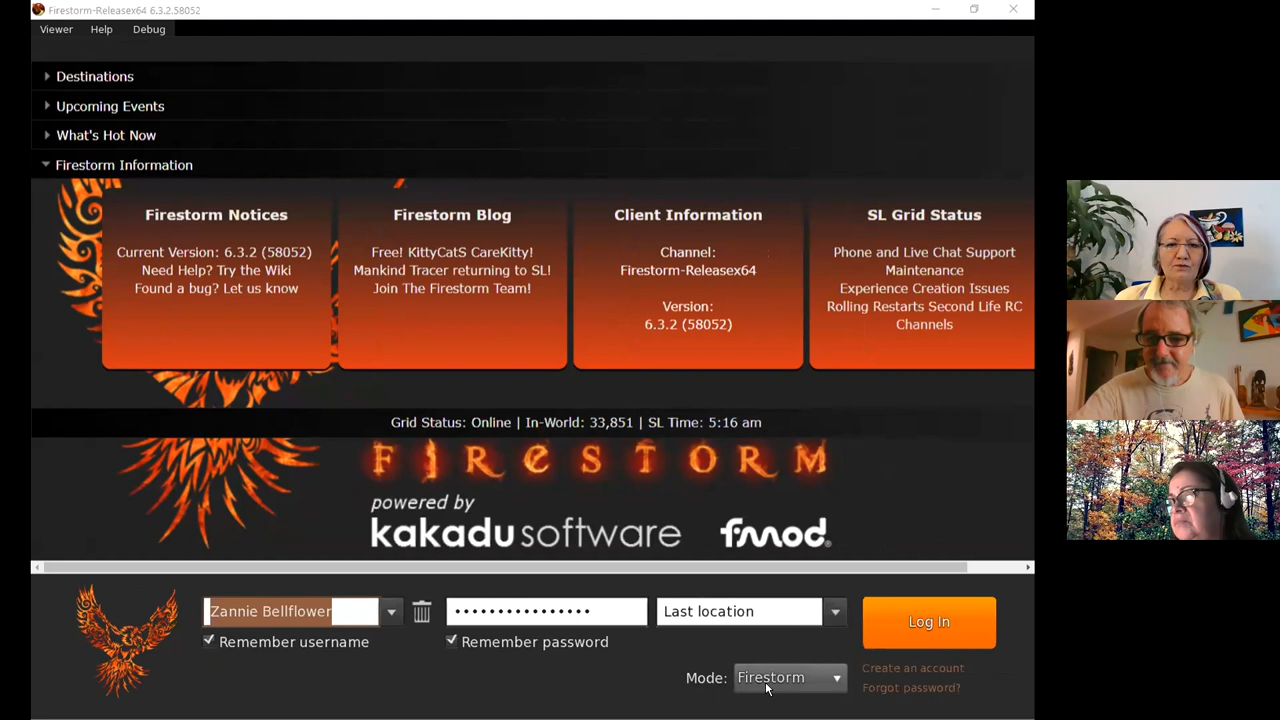 Firestorm-Releasex64 6.3.2.58052
Viewer Help Debug
Destinations
Upcoming Events
What's Hot Now
Firestorm Information
Firestorm Notices
Current Version: 6.3.2 (58052)
Need Help? Try the Wiki
Found a bug? Let us know
Firestorm Blog
Free! KittyCatS CareKitty!
Mankind Tracer returning to SL!
Join The Firestorm Team!
Client Information
Channel:
Firestorm-Releasex64
Version:
6.3.2 (58052)
SL Grid Status
Phone and Live Chat Support
Maintenance
Experience Creation Issues
Rolling Restarts Second Life RC
Channels
Grid Status: Online | In-World: 33,851 | SL Time: 5:16 am
FIRESTORM
powered by
kakadu software fmod
Zannie Bellflower
Last location
Log In
Remember username
Remember password
Mode: Firestorm
Create an account
Forgot password?